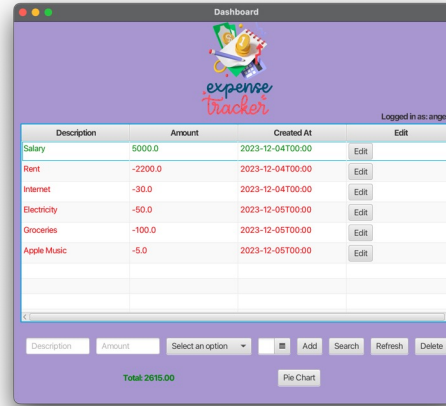 Dashboard
expense
tracker
Logged in as: ange
Description Amount Created At Edit
Salary 5000.0 2023-12-04T00:00 Edit
Rent -2200.0 2023-12-04T00:00 Edit
Internet -30.0 2023-12-04T00:00 Edit
Electricity -50.0 2023-12-05T00:00 Edit
Groceries -100.0 2023-12-05T00:00 Edit
Apple Music -5.0 2023-12-05T00:00 Edit
Description Amount Select an option Add Search Refresh Delete
Total: 2615.00 Pie Chart